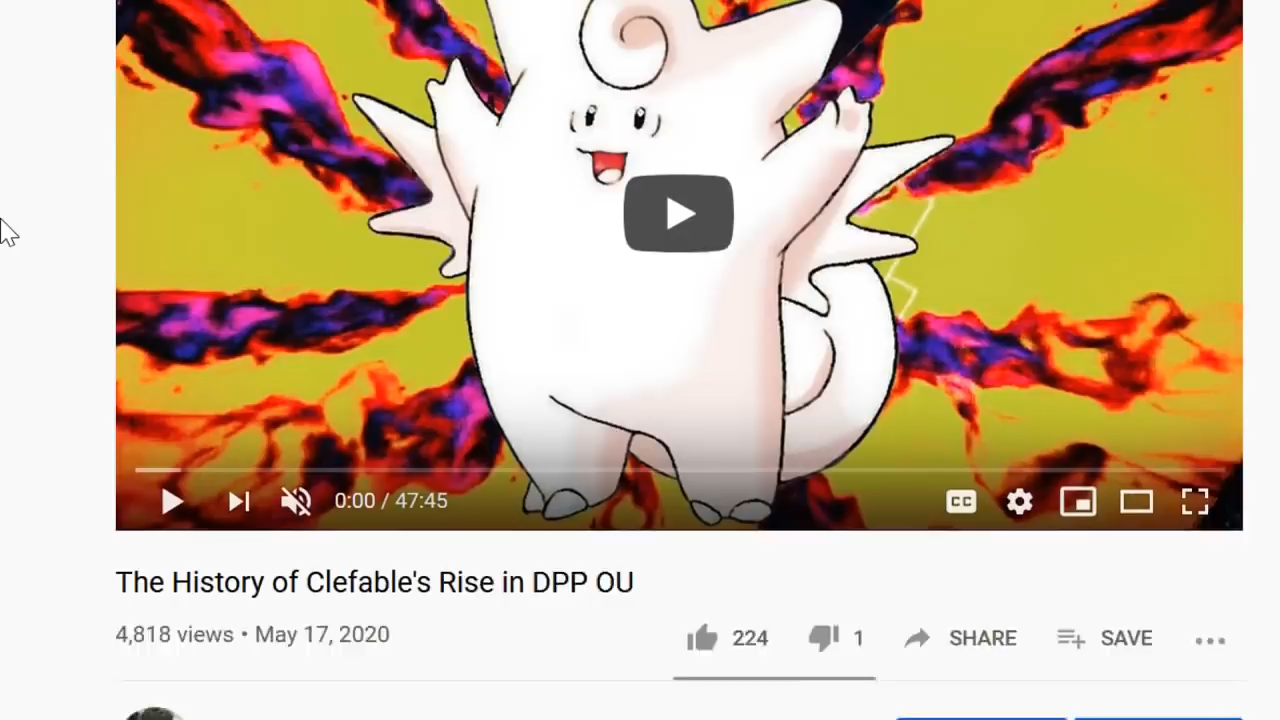 0:00 / 47:45
CC
The History of Clefable's Rise in DPP OU
4,818 views • May 17, 2020
224
1
SHARE
SAVE